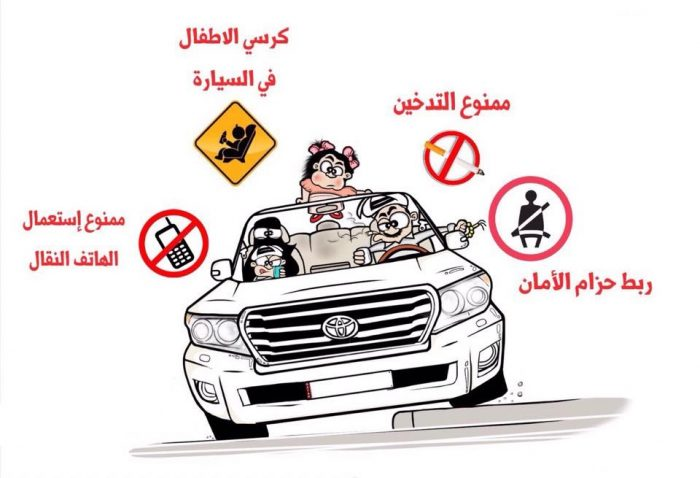 كرسي الاطفال
في السيارة
ممنوع التدخين
ممنوع إستعمال
الهاتف النقال
ربط حزام الأمان